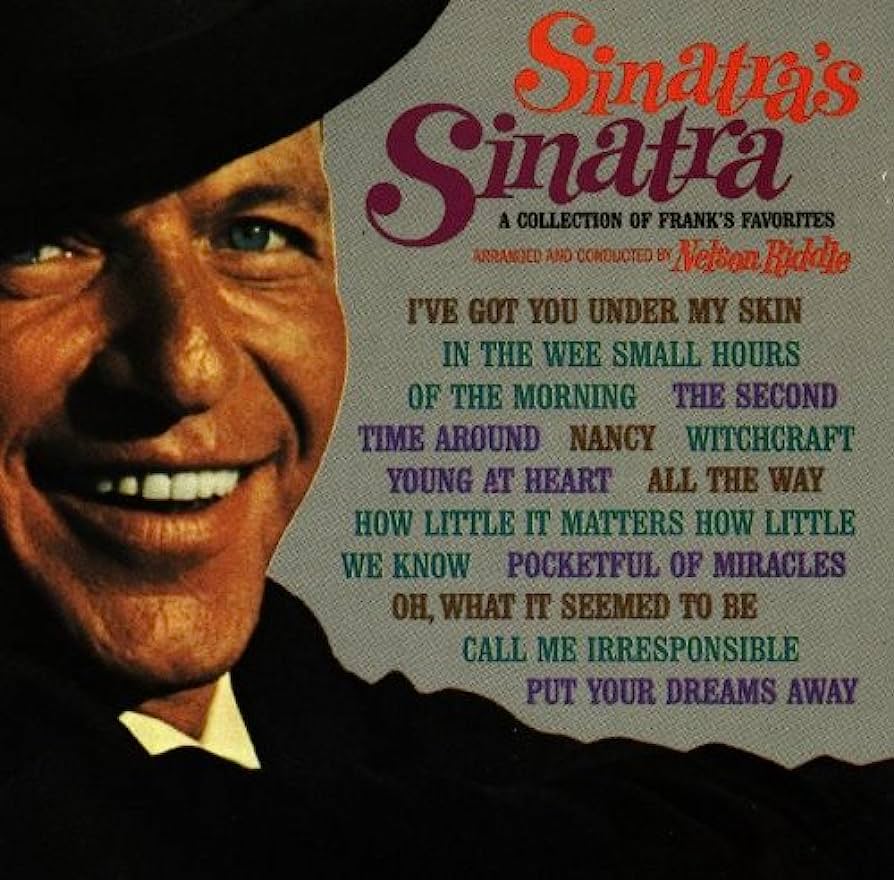 Sinatra's
Sinatra
A COLLECTION OF FRANK'S FAVORITES
ARRANGED AND CONDUCTED BY Nelson Riddle
I'VE GOT YOU UNDER MY SKIN
IN THE WEE SMALL HOURS
OF THE MORNING THE SECOND
TIME AROUND NANCY WITCHCRAFT
YOUNG AT HEART ALL THE WAY
HOW LITTLE IT MATTERS HOW LITTLE
WE KNOW POCKETFUL OF MIRACLES
OH, WHAT IT SEEMED TO BE
CALL ME IRRESPONSIBLE
PUT YOUR DREAMS AWAY